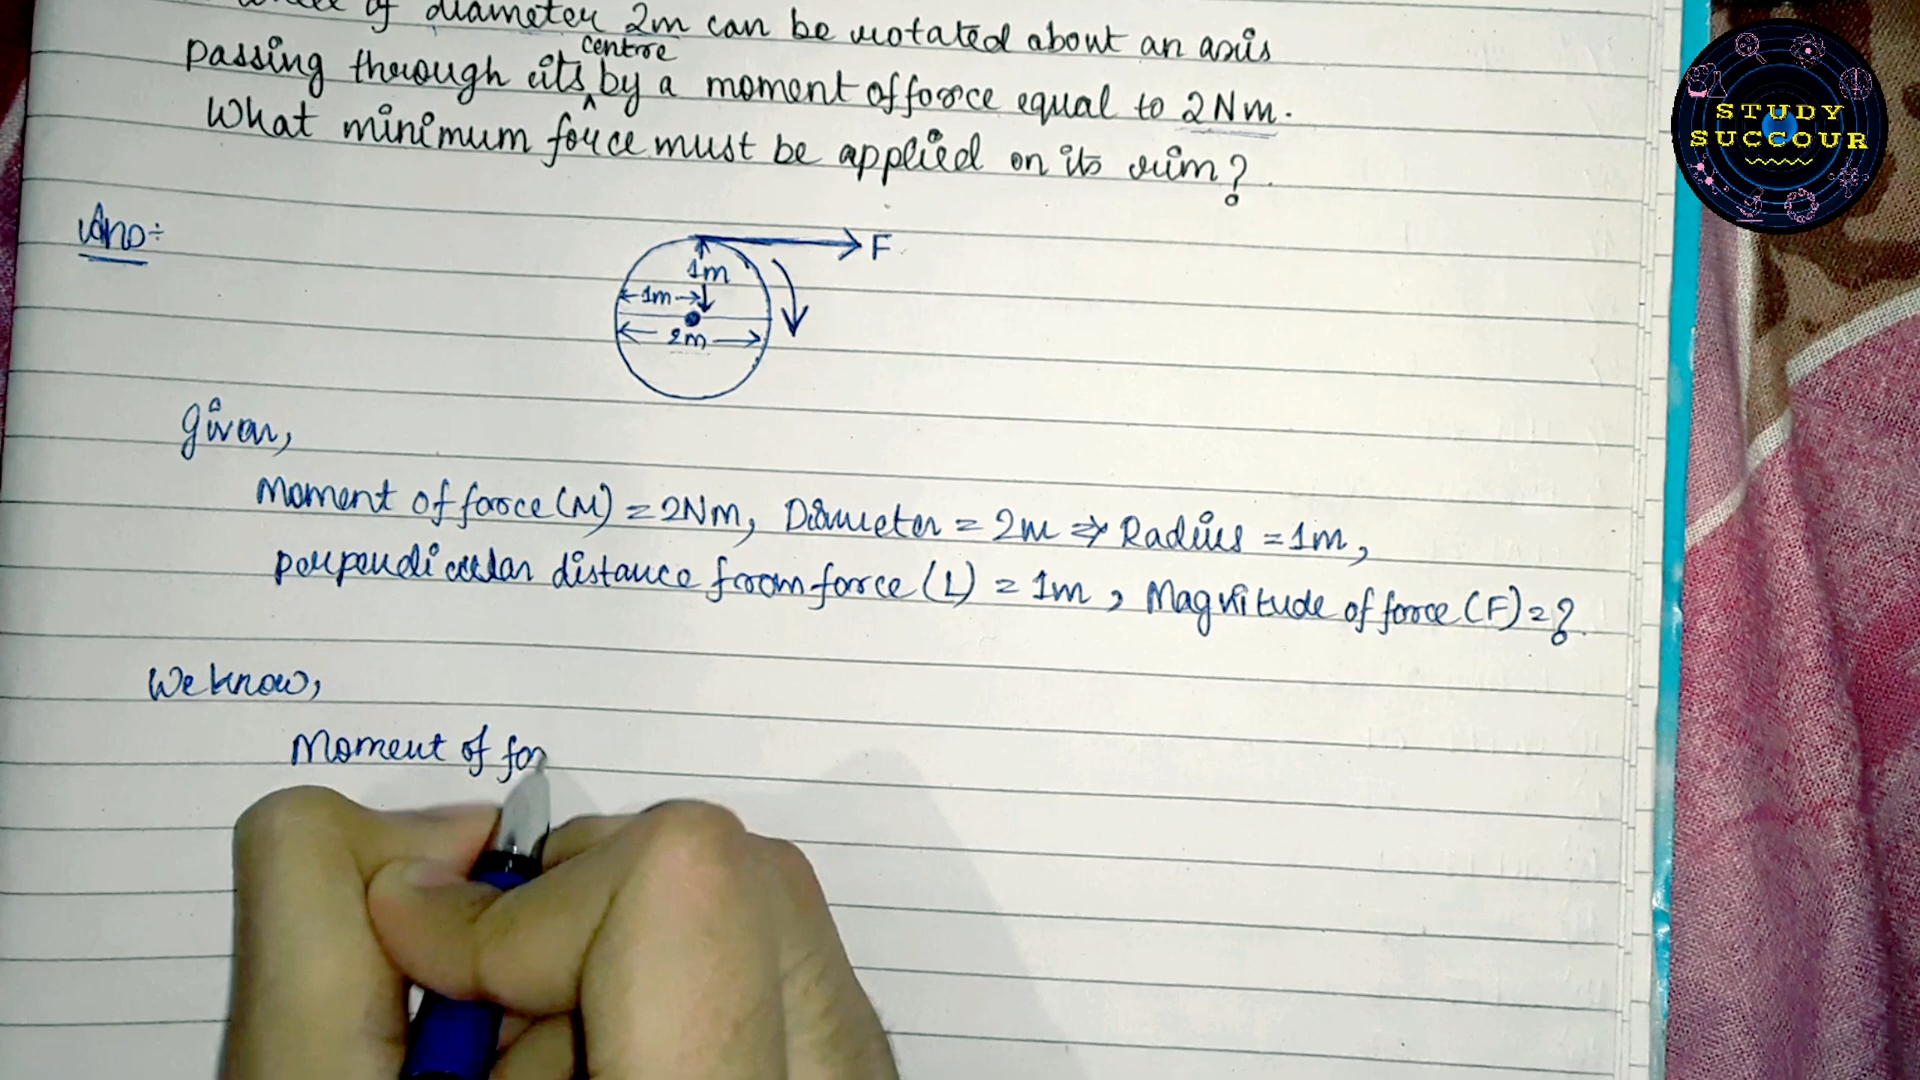 of diameter 2m can be rotated about an axis
passing through its centre by a moment of force equal to 2Nm.
What minimum force must be applied on its rim?
Ans:
F
1m
1m
2m
given,
Moment of force (M) = 2Nm, Diameter = 2m ⇒ Radius = 1m,
perpendicular distance from force (L) = 1m, Magnitude of force (F) = ?
We know,
Moment of for
STUDY
SUCCOUR